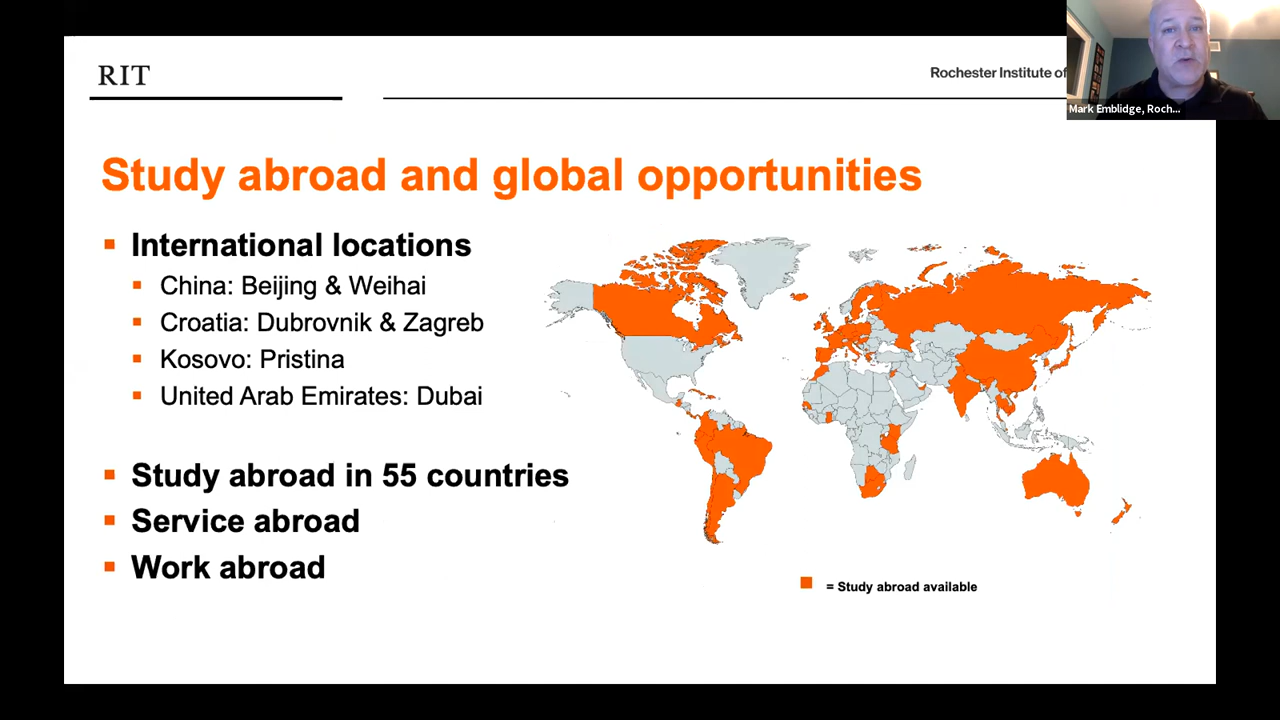 RIT
Rochester Institute of
Mark Emblidge, Roch...
Study abroad and global opportunities
International locations
China: Beijing & Weihai
Croatia: Dubrovnik & Zagreb
Kosovo: Pristina
United Arab Emirates: Dubai
Study abroad in 55 countries
Service abroad
Work abroad
= Study abroad available